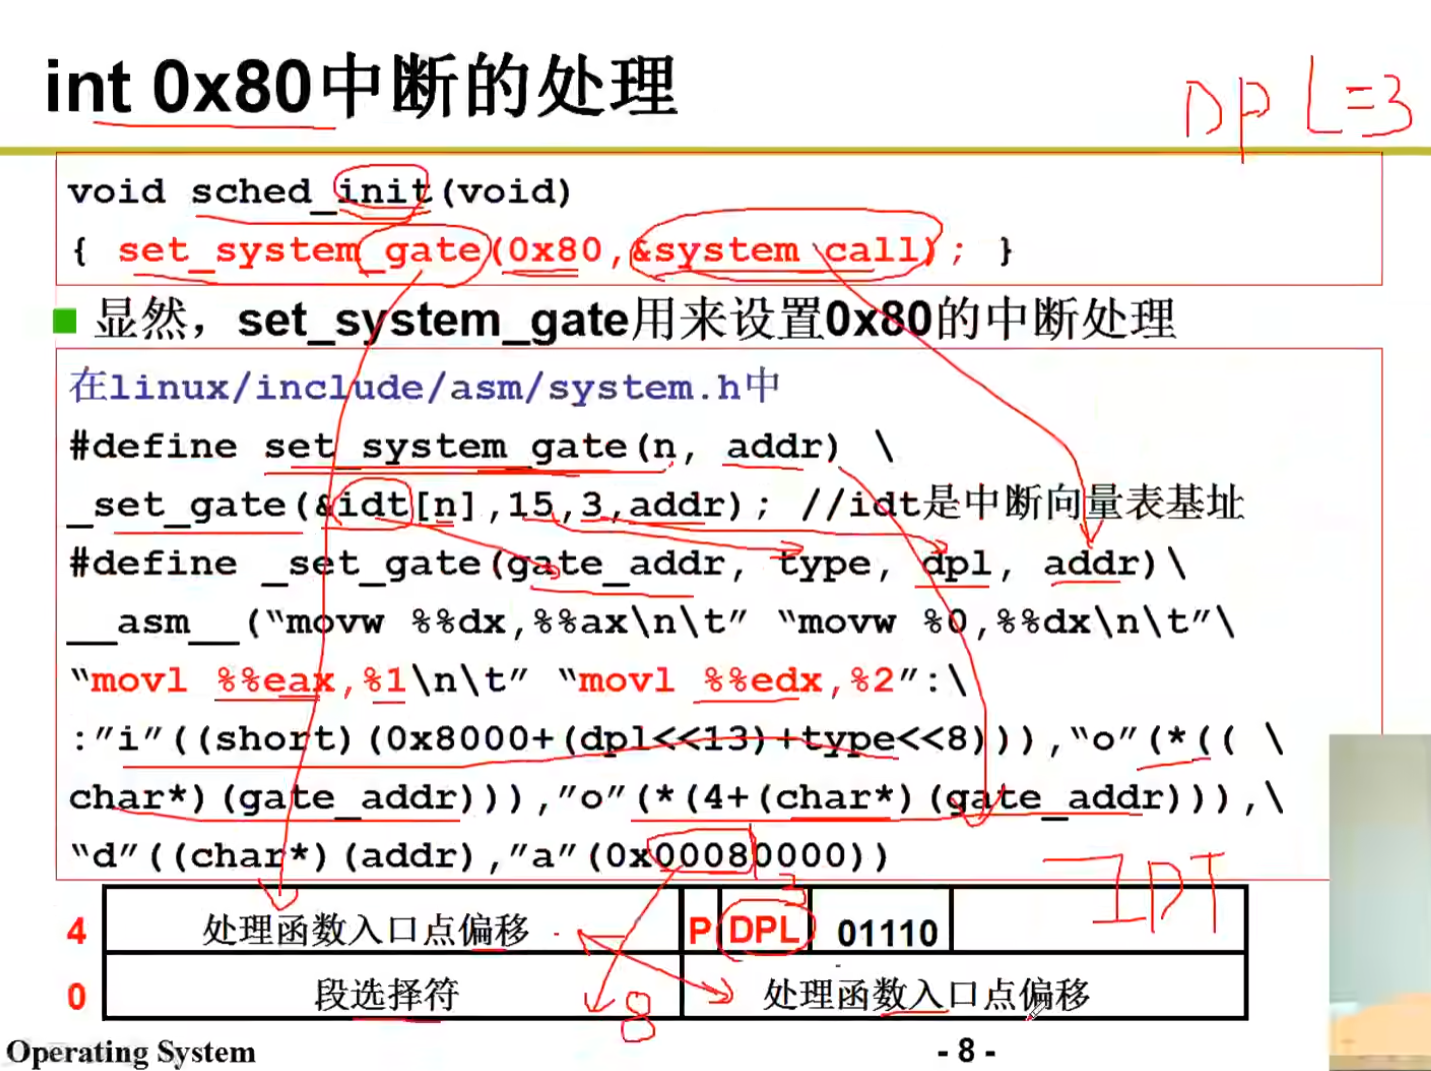 int 0x80中断的处理
DPL=3
void sched_init(void)
{ set_system_gate(0x80,&system_call); }
显然，set_system_gate用来设置0x80的中断处理
在linux/include/asm/system.h中
#define set_system_gate(n, addr) \
_set_gate(&idt[n],15,3,addr); //idt是中断向量表基址
#define _set_gate(gate_addr, type, dpl, addr)\
__asm__(“movw %%dx,%%ax\n\t” “movw %0,%%dx\n\t”\
“movl %%eax,%1\n\t” “movl %%edx,%2”:\
:”i”((short)(0x8000+(dpl<<13)+type<<8))),“o”(*(( \
char*)(gate_addr))),”o”(*(4+(char*)(gate_addr))),\
“d”((char*)(addr),”a”(0x00080000))
IDT
3
4 处理函数入口点偏移 P DPL 01110
0 段选择符 处理函数入口点偏移
8
Operating System - 8 -